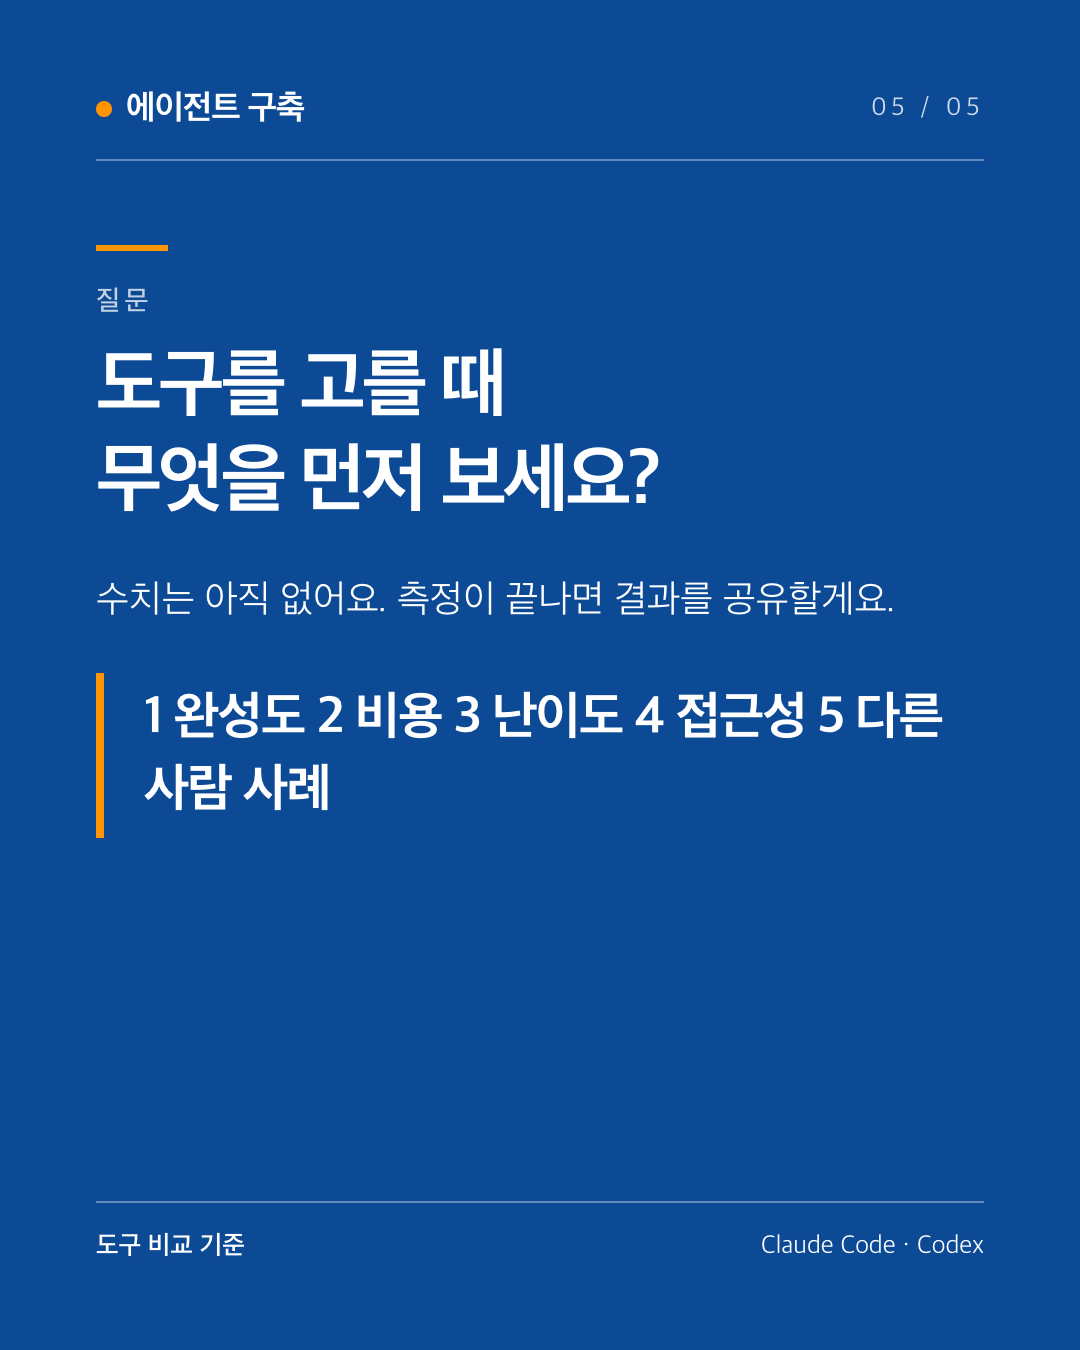 에이전트 구축
05 / 05
질문
도구를 고를 때
무엇을 먼저 보세요?
수치는 아직 없어요. 측정이 끝나면 결과를 공유할게요.
1 완성도 2 비용 3 난이도 4 접근성 5 다른
사람 사례
도구 비교 기준
Claude Code · Codex